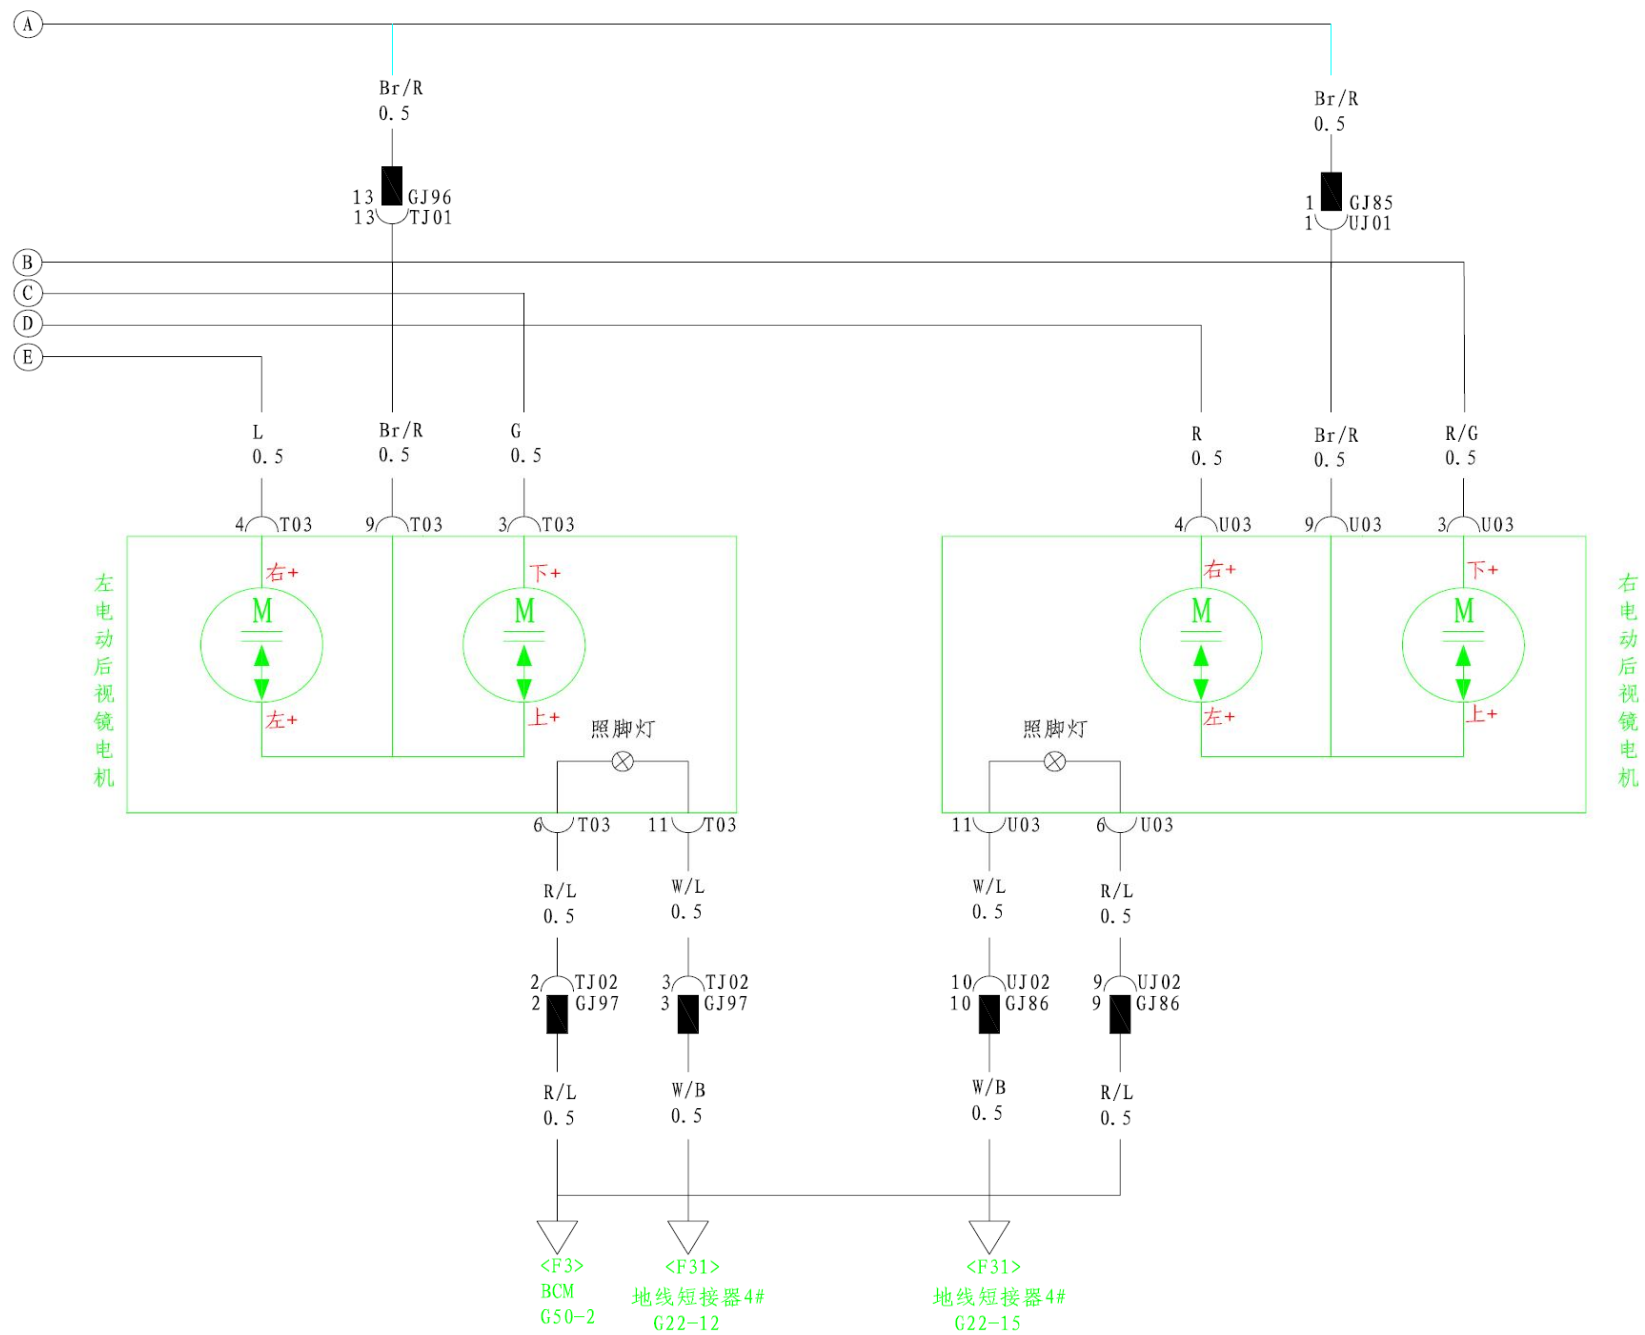 A
Br/R
0.5
Br/R
0.5
13 GJ96
13 TJ01
1 GJ85
1 UJ01
B
C
D
E
L
0.5
Br/R
0.5
G
0.5
R
0.5
Br/R
0.5
R/G
0.5
4 T03
9 T03
3 T03
4 U03
9 U03
3 U03
左电动后视镜电机
右+
M
左+
下+
M
上+
照脚灯
右+
M
左+
下+
M
上+
照脚灯
右电动后视镜电机
6 T03
11 T03
11 U03
6 U03
R/L
0.5
W/L
0.5
W/L
0.5
R/L
0.5
2 TJ02
2 GJ97
3 TJ02
3 GJ97
10 UJ02
10 GJ86
9 UJ02
9 GJ86
R/L
0.5
W/B
0.5
W/B
0.5
R/L
0.5
<F3>
BCM
G50-2
<F31>
地线短接器4#
G22-12
<F31>
地线短接器4#
G22-15